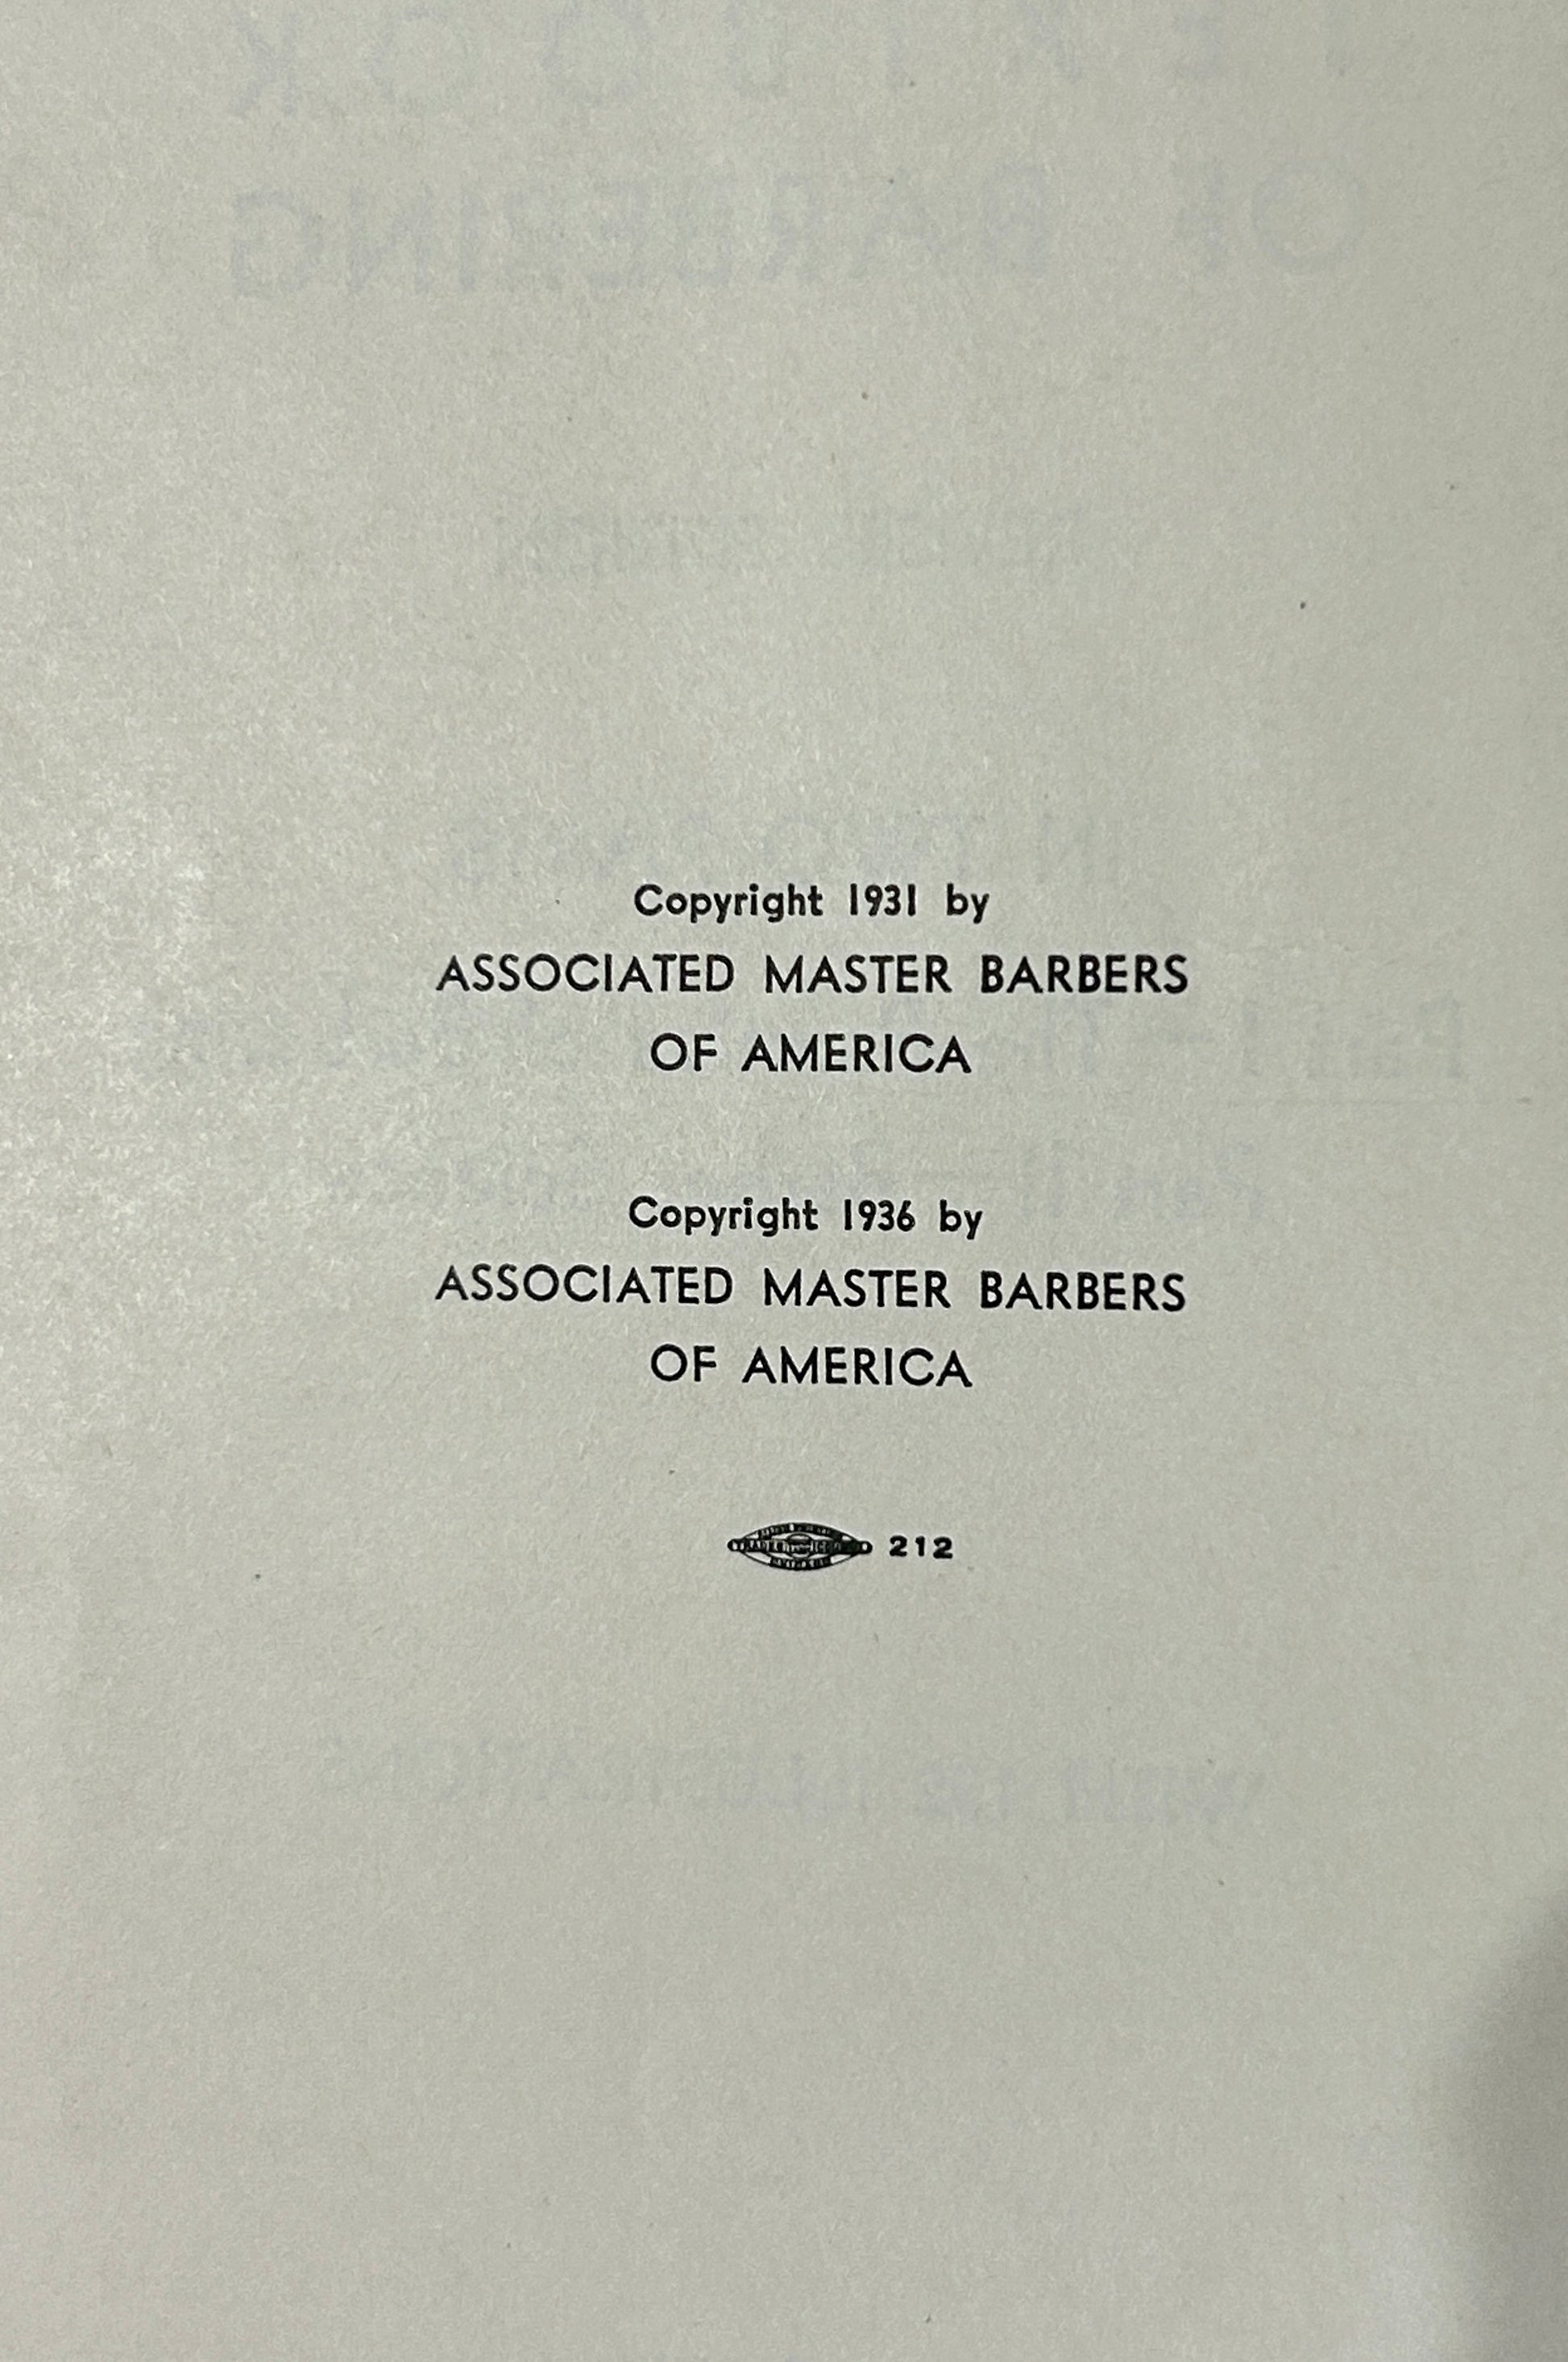 Copyright 1931 by
ASSOCIATED MASTER BARBERS
OF AMERICA
Copyright 1936 by
ASSOCIATED MASTER BARBERS
OF AMERICA
212